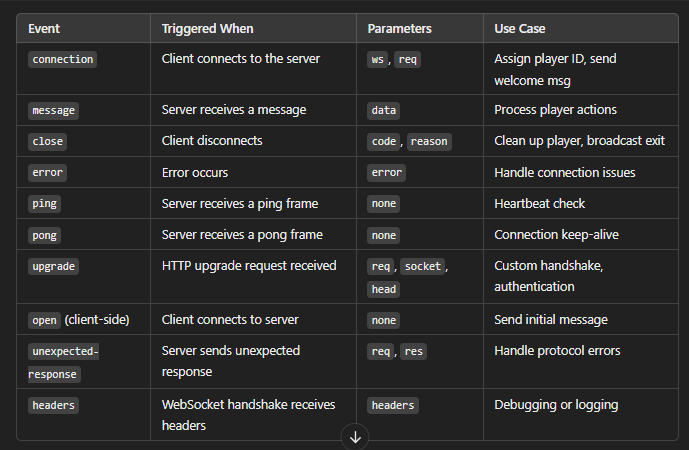 Event Triggered When Parameters Use Case
connection Client connects to the server ws, req Assign player ID, send
welcome msg
message Server receives a message data Process player actions
close Client disconnects code, reason Clean up player, broadcast exit
error Error occurs error Handle connection issues
ping Server receives a ping frame none Heartbeat check
pong Server receives a pong frame none Connection keep-alive
upgrade HTTP upgrade request received req, socket, Custom handshake,
head authentication
open (client-side) Client connects to server none Send initial message
unexpected- Server sends unexpected req, res Handle protocol errors
response response
headers WebSocket handshake receives headers Debugging or logging
headers